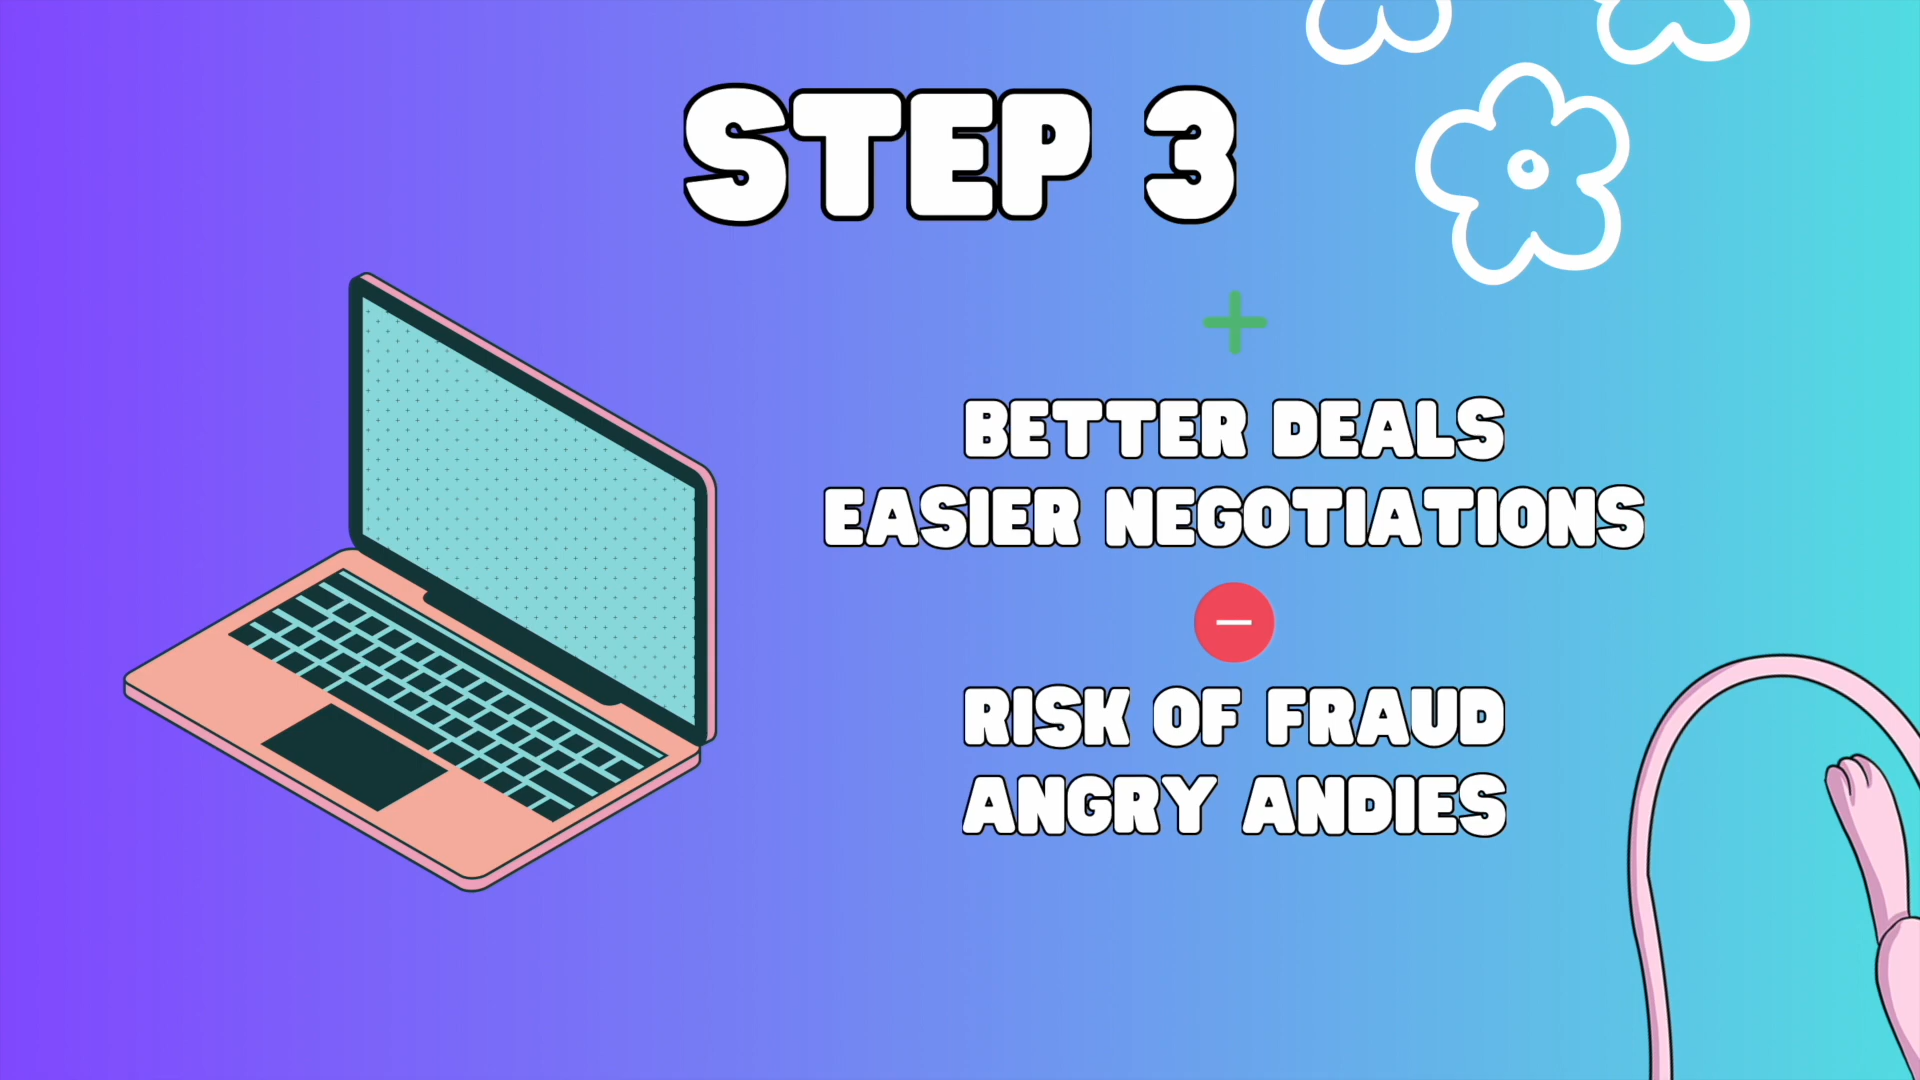 STEP 3
BETTER DEALS
EASIER NEGOTIATIONS
RISK OF FRAUD
ANGRY ANDIES